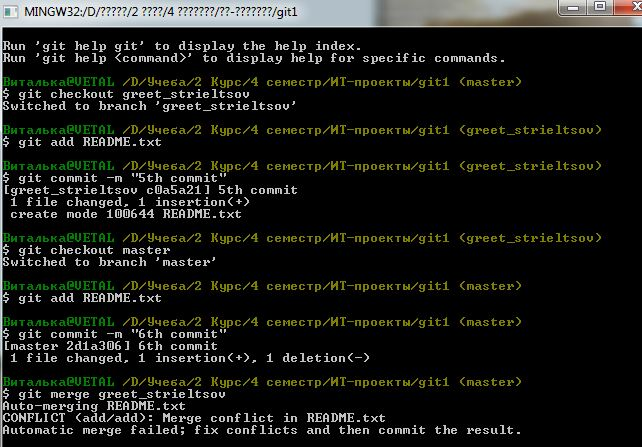 MINGW32:/D/?????/2 ????/4 ???????/??-???????/git1
Run 'git help git' to display the help index.
Run 'git help <command>' to display help for specific commands.
Виталька@VETAL /D/Учеба/2 Курс/4 семестр/ИТ-проекты/git1 (master)
$ git checkout greet_strieltsov
Switched to branch 'greet_strieltsov'
Виталька@VETAL /D/Учеба/2 Курс/4 семестр/ИТ-проекты/git1 (greet_strieltsov)
$ git add README.txt
Виталька@VETAL /D/Учеба/2 Курс/4 семестр/ИТ-проекты/git1 (greet_strieltsov)
$ git commit -m "5th commit"
[greet_strieltsov c0a5a21] 5th commit
1 file changed, 1 insertion(+)
create mode 100644 README.txt
Виталька@VETAL /D/Учеба/2 Курс/4 семестр/ИТ-проекты/git1 (greet_strieltsov)
$ git checkout master
Switched to branch 'master'
Виталька@VETAL /D/Учеба/2 Курс/4 семестр/ИТ-проекты/git1 (master)
$ git add README.txt
Виталька@VETAL /D/Учеба/2 Курс/4 семестр/ИТ-проекты/git1 (master)
$ git commit -m "6th commit"
[master 2d1a306] 6th commit
1 file changed, 1 insertion(+), 1 deletion(-)
Виталька@VETAL /D/Учеба/2 Курс/4 семестр/ИТ-проекты/git1 (master)
$ git merge greet_strieltsov
Auto-merging README.txt
CONFLICT (add/add): Merge conflict in README.txt
Automatic merge failed; fix conflicts and then commit the result.